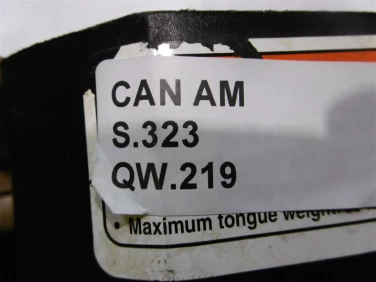 CAN AM
S.323
QW.219
• Maximum tongue